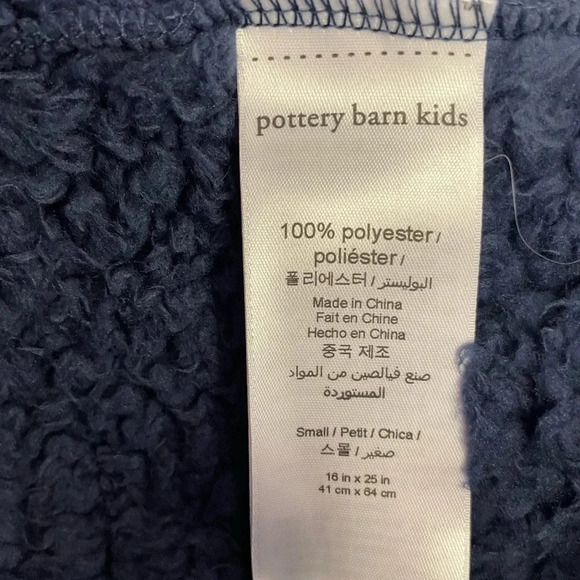 pottery barn kids
100% polyester /
poliéster /
폴리에스터 / البوليستر
Made in China
Fait en Chine
Hecho en China
중국 제조
صنع فيالصين من المواد
المستوردة
Small / Petit / Chica /
스몰 / صغير
16 in x 25 in
41 cm x 64 cm